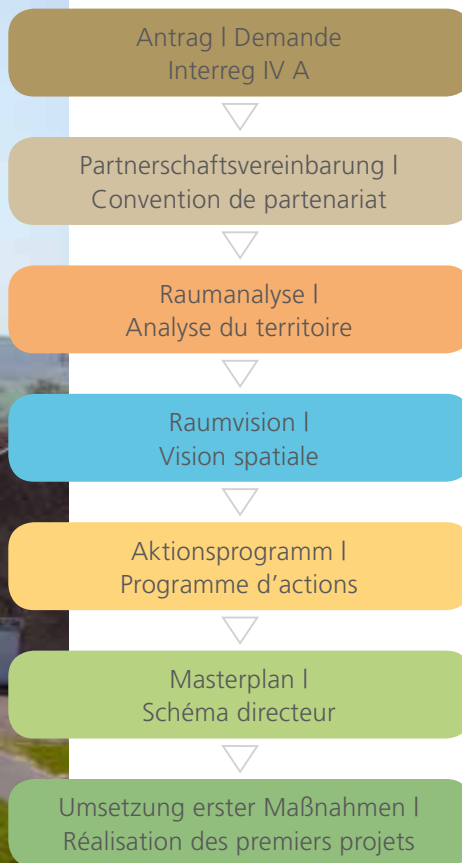 Antrag | Demande
Interreg IV A
Partnerschaftsvereinbarung |
Convention de partenariat
Raumanalyse |
Analyse du territoire
Raumvision |
Vision spatiale
Aktionsprogramm |
Programme d’actions
Masterplan |
Schéma directeur
Umsetzung erster Maßnahmen |
Réalisation des premiers projets